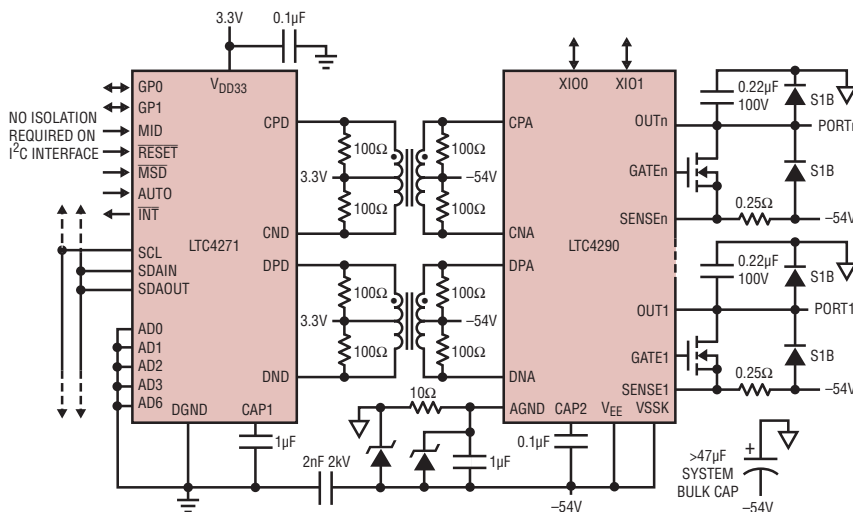 3.3V
0.1µF
VDD33
GP0
GP1
MID
RESET
MSD
AUTO
INT
NO ISOLATION
REQUIRED ON
I2C INTERFACE
SCL
SDAIN
SDAOUT
AD0
AD1
AD2
AD3
AD6
LTC4271
CPD
CND
DPD
DND
DGND
CAP1
1µF
2nF 2kV
100Ω
100Ω
3.3V
–54V
100Ω
100Ω
100Ω
100Ω
3.3V
–54V
100Ω
100Ω
10Ω
1µF
0.1µF
XIO0
XIO1
CPA
CNA
DPA
DNA
LTC4290
AGND
CAP2
VEE
VSSK
–54V
OUTn
GATEn
SENSEn
OUT1
GATE1
SENSE1
0.22µF
100V
S1B
PORTn
S1B
0.25Ω
–54V
0.22µF
100V
S1B
PORT1
S1B
0.25Ω
–54V
>47µF
SYSTEM
BULK CAP
+
–54V